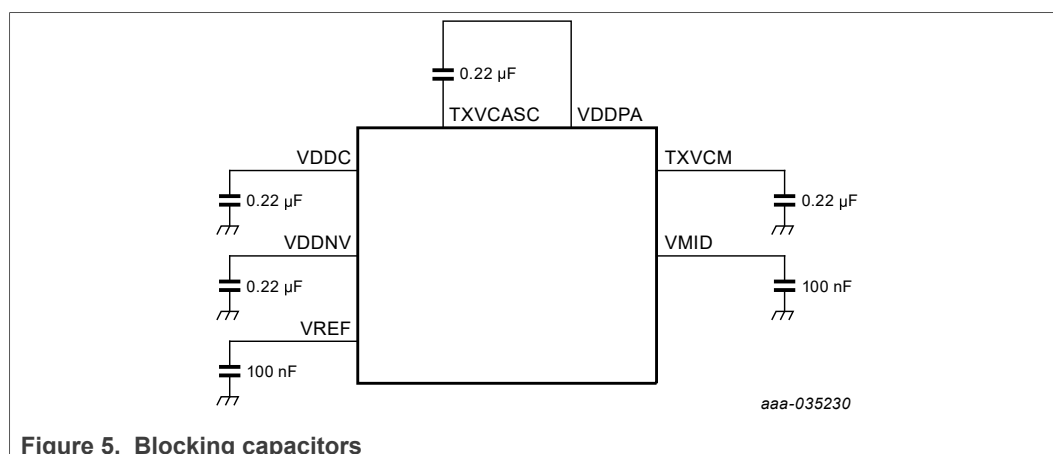 0.22 µF
TXVCASC VDDPA
VDDC TXVCM
0.22 µF 0.22 µF
VDDNV VMID
0.22 µF 100 nF
VREF
100 nF
aaa-035230
Figure 5. Blocking capacitors